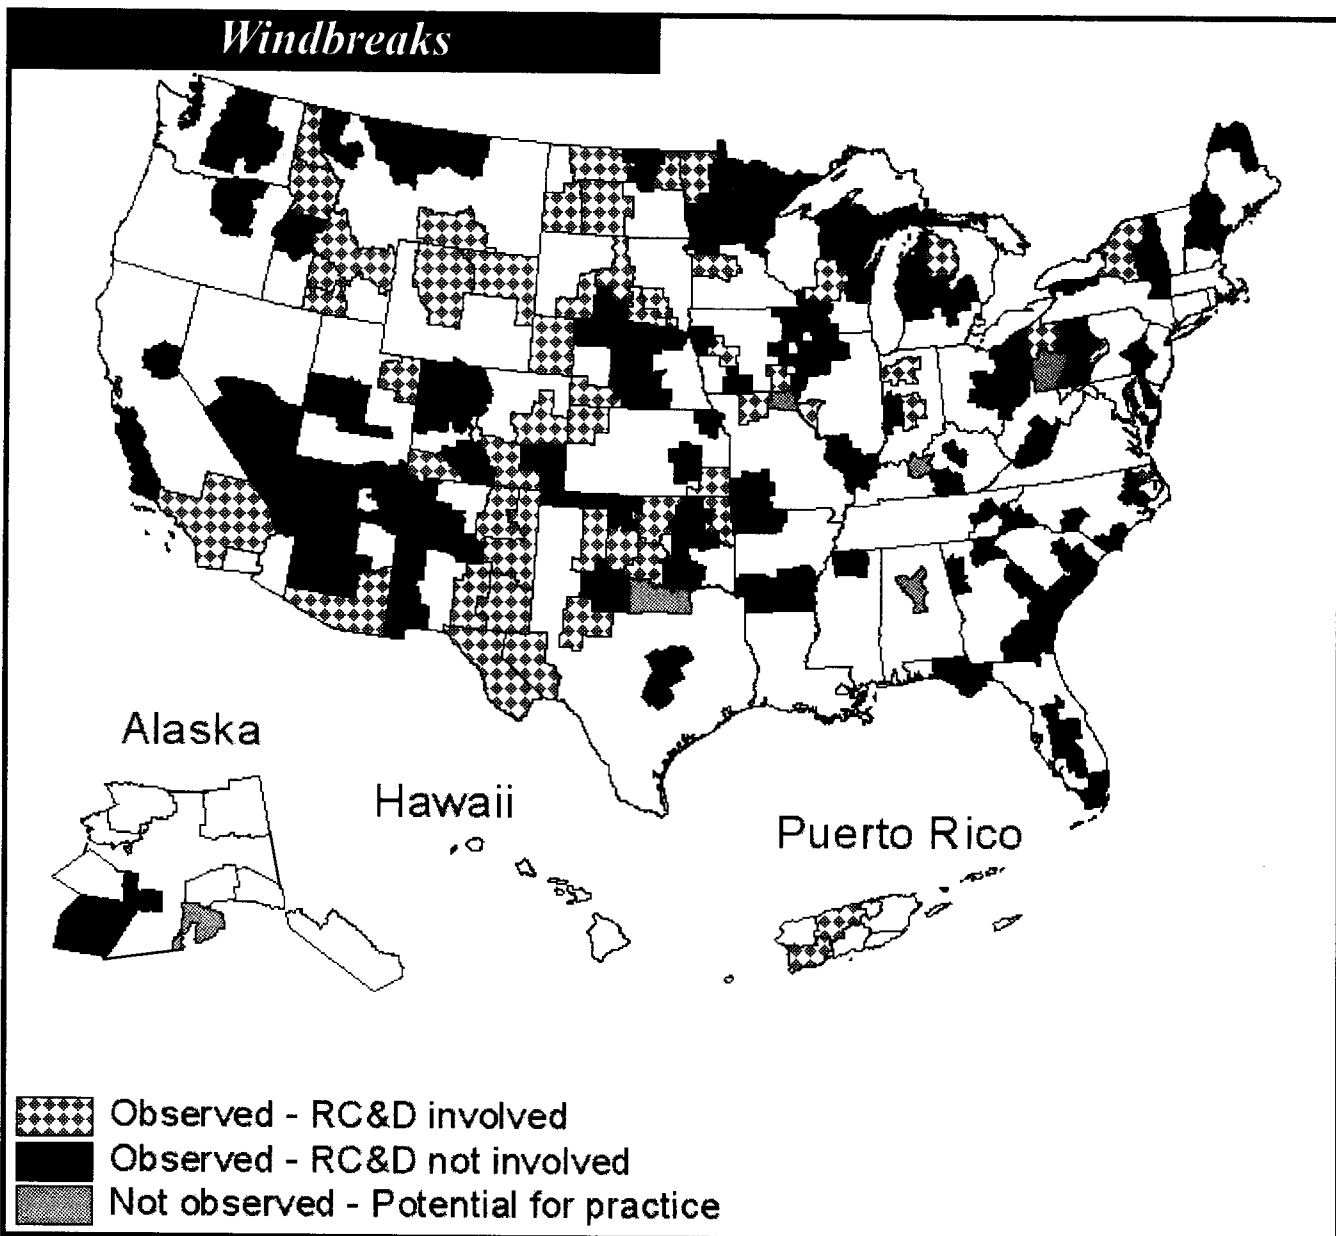 Windbreaks
Alaska
Hawaii
Puerto Rico
Observed - RC&D involved
Observed - RC&D not involved
Not observed - Potential for practice